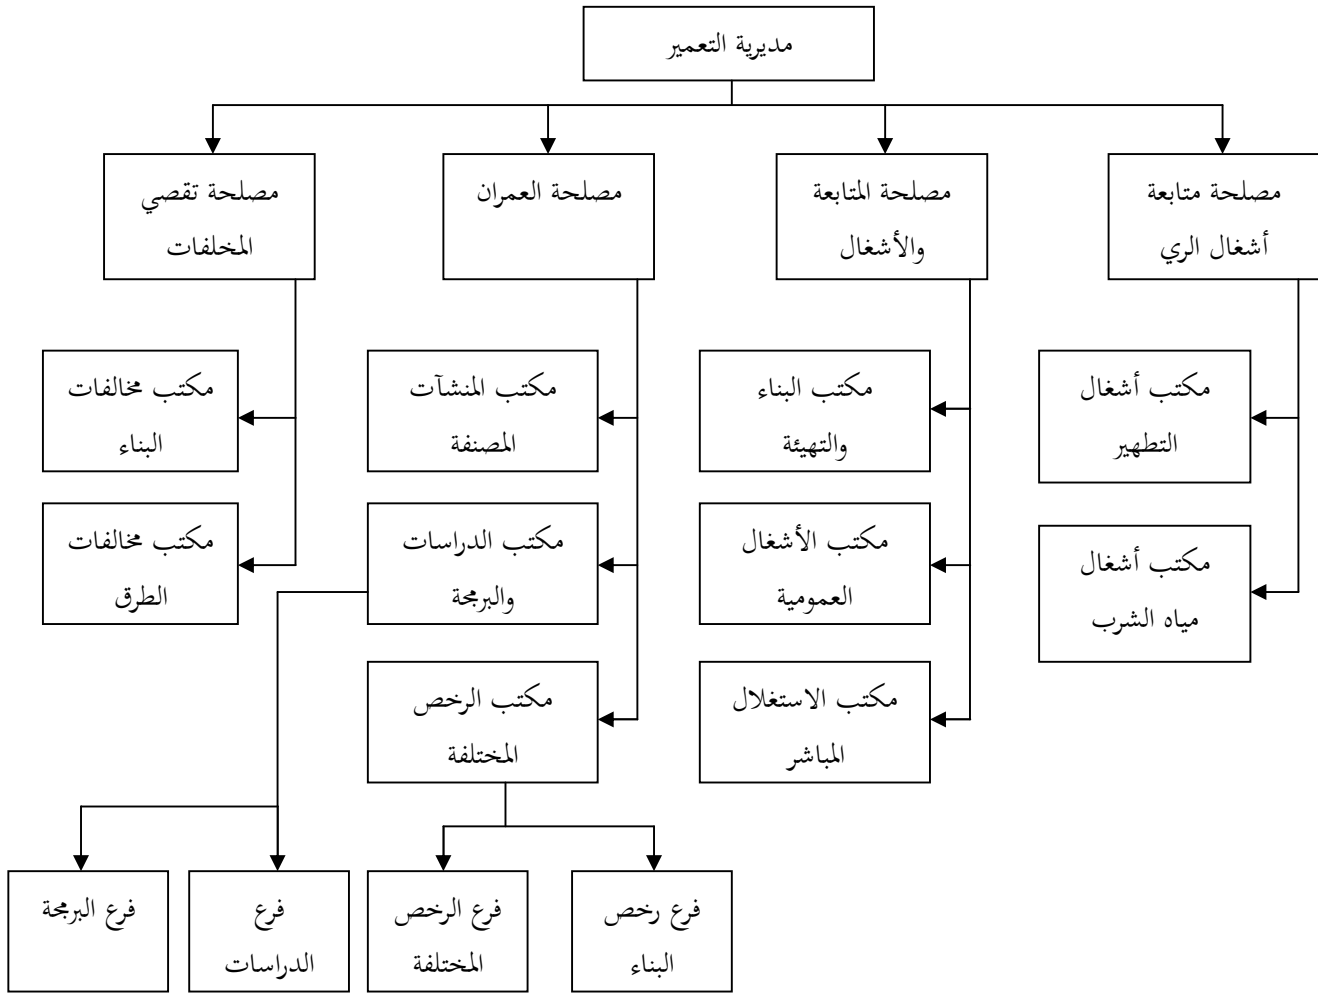 مديرية التعمير
مصلحة متابعة
أشغال الري
مصلحة المتابعة
والأشغال
مصلحة العمران
مصلحة تقصي
المخلفات
مكتب أشغال
التطهير
مكتب البناء
والتهيئة
مكتب المنشآت
المصنفة
مكتب مخالفات
البناء
مكتب أشغال
مياه الشرب
مكتب الأشغال
العمومية
مكتب الدراسات
والبرمجة
مكتب مخالفات
الطرق
مكتب الاستغلال
المباشر
مكتب الرخص
المختلفة
فرع رخص
البناء
فرع الرخص
المختلفة
فرع
الدراسات
فرع البرمجة